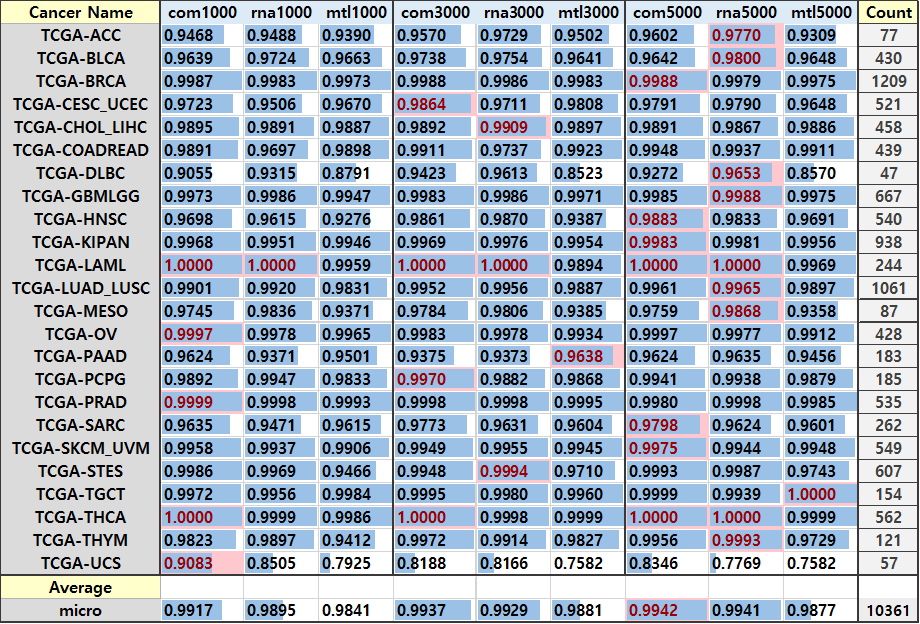 Cancer Name com1000 rna1000 mtl1000 com3000 rna3000 mtl3000 com5000 rna5000 mtl5000 Count
TCGA-ACC 0.9468 0.9488 0.9390 0.9570 0.9729 0.9502 0.9602 0.9770 0.9309 77
TCGA-BLCA 0.9639 0.9724 0.9663 0.9738 0.9754 0.9641 0.9642 0.9800 0.9648 430
TCGA-BRCA 0.9987 0.9983 0.9973 0.9988 0.9986 0.9983 0.9988 0.9979 0.9975 1209
TCGA-CESC_UCEC 0.9723 0.9506 0.9670 0.9864 0.9711 0.9808 0.9791 0.9790 0.9648 521
TCGA-CHOL_LIHC 0.9895 0.9891 0.9887 0.9892 0.9909 0.9897 0.9891 0.9867 0.9886 458
TCGA-COADREAD 0.9891 0.9697 0.9898 0.9911 0.9737 0.9923 0.9948 0.9937 0.9911 439
TCGA-DLBC 0.9055 0.9315 0.8791 0.9423 0.9613 0.8523 0.9272 0.9653 0.8570 47
TCGA-GBMLGG 0.9973 0.9986 0.9947 0.9983 0.9986 0.9971 0.9985 0.9988 0.9975 667
TCGA-HNSC 0.9698 0.9615 0.9276 0.9861 0.9870 0.9387 0.9883 0.9833 0.9691 540
TCGA-KIPAN 0.9968 0.9951 0.9946 0.9969 0.9976 0.9954 0.9983 0.9981 0.9956 938
TCGA-LAML 1.0000 1.0000 0.9959 1.0000 1.0000 0.9894 1.0000 1.0000 0.9969 244
TCGA-LUAD_LUSC 0.9901 0.9920 0.9831 0.9952 0.9956 0.9887 0.9961 0.9965 0.9897 1061
TCGA-MESO 0.9745 0.9836 0.9371 0.9784 0.9806 0.9385 0.9759 0.9868 0.9358 87
TCGA-OV 0.9997 0.9978 0.9965 0.9983 0.9978 0.9934 0.9997 0.9977 0.9912 428
TCGA-PAAD 0.9624 0.9371 0.9501 0.9375 0.9373 0.9638 0.9624 0.9635 0.9456 183
TCGA-PCPG 0.9892 0.9947 0.9833 0.9970 0.9882 0.9868 0.9941 0.9938 0.9879 185
TCGA-PRAD 0.9999 0.9998 0.9993 0.9998 0.9998 0.9995 0.9980 0.9998 0.9985 535
TCGA-SARC 0.9635 0.9471 0.9615 0.9773 0.9631 0.9604 0.9798 0.9624 0.9601 262
TCGA-SKCM_UVM 0.9958 0.9937 0.9906 0.9949 0.9955 0.9945 0.9975 0.9944 0.9948 549
TCGA-STES 0.9986 0.9969 0.9466 0.9948 0.9994 0.9710 0.9993 0.9987 0.9743 607
TCGA-TGCT 0.9972 0.9956 0.9984 0.9995 0.9980 0.9960 0.9999 0.9939 1.0000 154
TCGA-THCA 1.0000 0.9999 0.9986 1.0000 0.9998 0.9999 1.0000 1.0000 0.9999 562
TCGA-THYM 0.9823 0.9897 0.9412 0.9972 0.9914 0.9827 0.9956 0.9993 0.9729 121
TCGA-UCS 0.9083 0.8505 0.7925 0.8188 0.8166 0.7582 0.8346 0.7769 0.7582 57
Average
micro 0.9917 0.9895 0.9841 0.9937 0.9929 0.9881 0.9942 0.9941 0.9877 10361